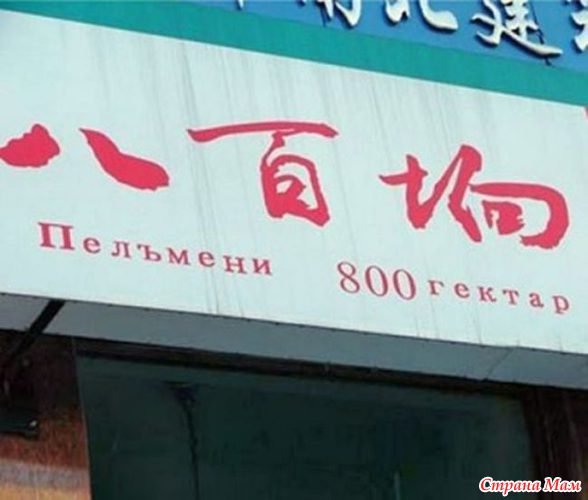 八百垧
Пелъмени 800 гектар
Страна Мам